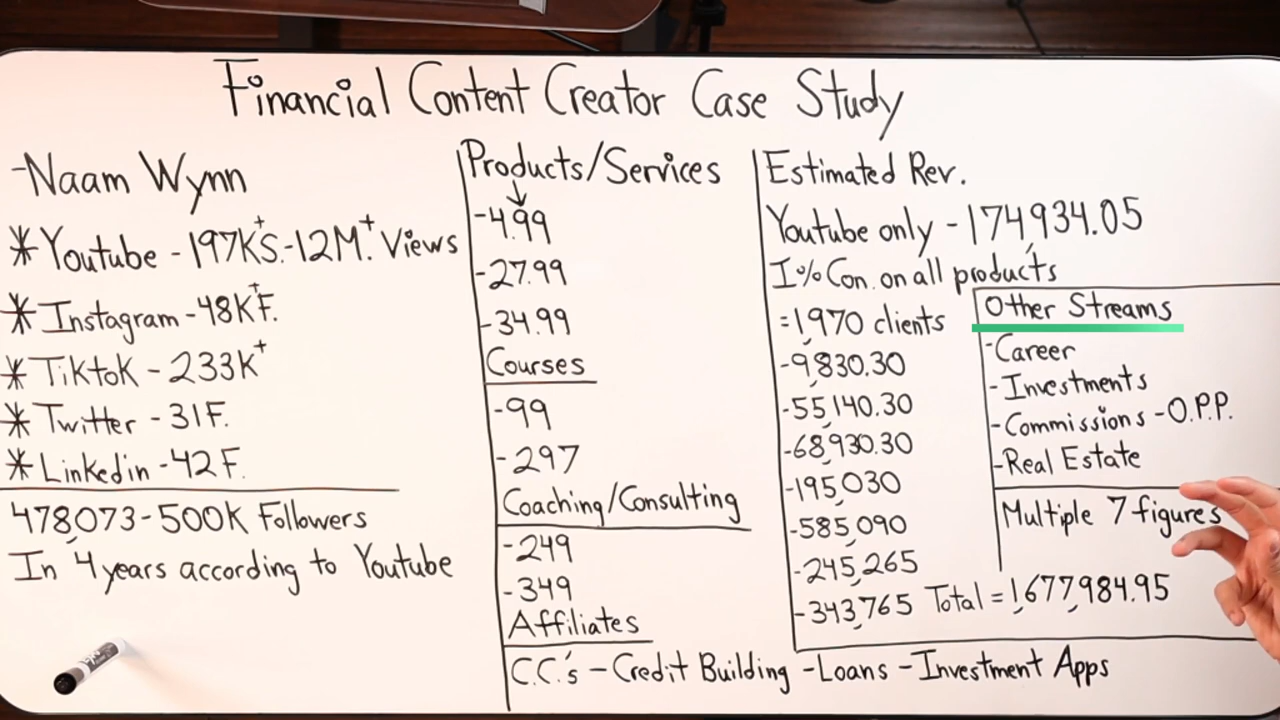 Financial Content Creator Case Study
-Naam Wynn
* Youtube - 197K+S. - 12M.+ Views
* Instagram - 48K+F.
* Tiktok - 233K+
* Twitter - 31F.
* Linkedin - 42F.
478,073 - 500K Followers
In 4 years according to Youtube
Products/Services
-4.99
-27.99
-34.99
Courses
-99
-297
Coaching/Consulting
-249
-349
Affiliates
C.C.'s - Credit Building - Loans - Investment Apps
Estimated Rev.
Youtube only - 174,934.05
1% Con. on all products
=1,970 clients
-9,830.30
-55,140.30
-68,930.30
-195,030
-585,090
-245,265
-343,765
Total = 1,677,984.95
Other Streams
-Career
-Investments
-Commissions - O.P.P.
-Real Estate
Multiple 7 figures